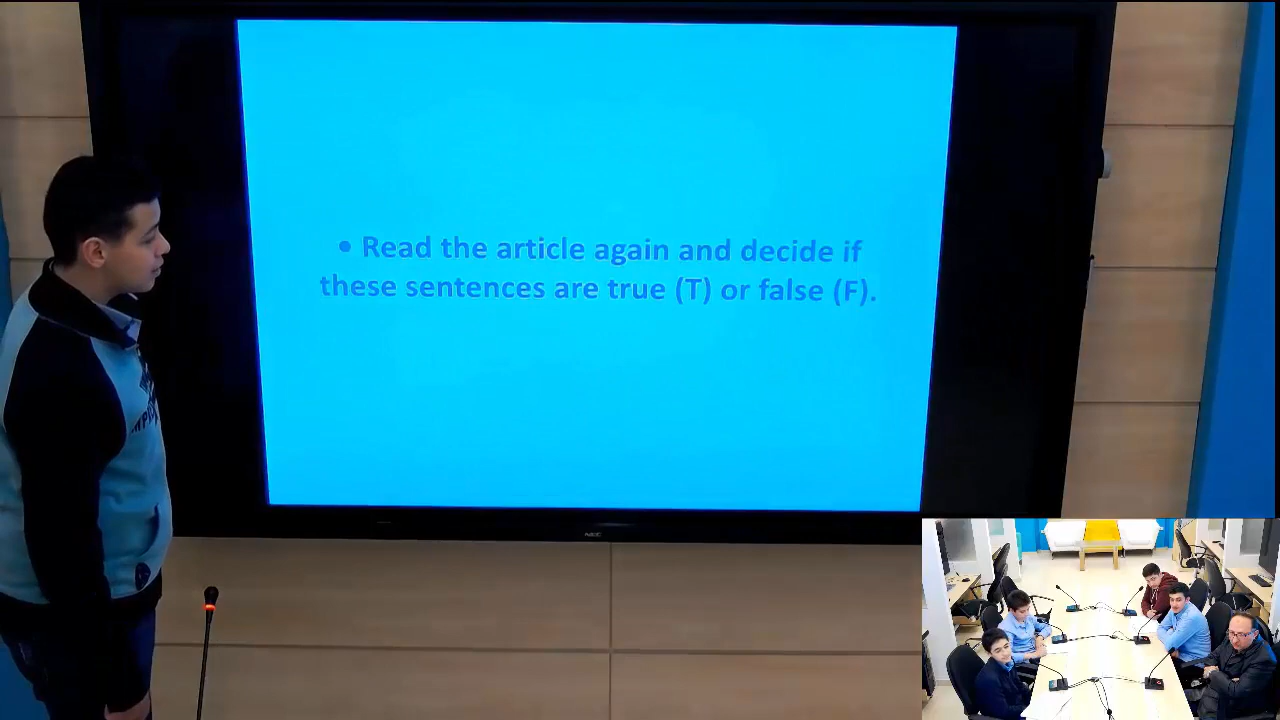 • Read the article again and decide if
these sentences are true (T) or false (F).